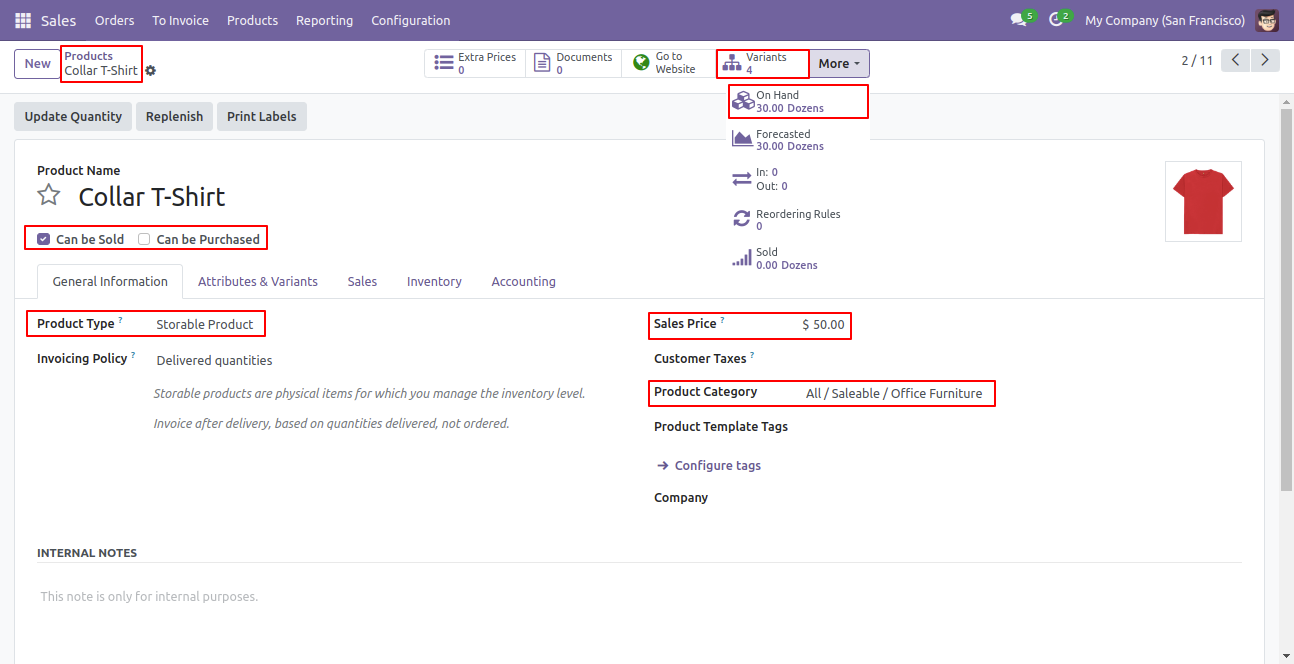 Sales Orders To Invoice Products Reporting Configuration 5 2 My Company (San Francisco)
New Products Extra Prices Documents Go to Variants More 2 / 11
Collar T-Shirt 0 0 Website 4
Update Quantity Replenish Print Labels
On Hand
30.00 Dozens
Forecasted
30.00 Dozens
In: 0
Out: 0
Reordering Rules
0
Sold
0.00 Dozens
Product Name
Collar T-Shirt
Can be Sold Can be Purchased
General Information Attributes & Variants Sales Inventory Accounting
Product Type ? Storable Product
Invoicing Policy ? Delivered quantities
Storable products are physical items for which you manage the inventory level.
Invoice after delivery, based on quantities delivered, not ordered.
Sales Price ? $ 50.00
Customer Taxes ?
Product Category All / Saleable / Office Furniture
Product Template Tags
→ Configure tags
Company
INTERNAL NOTES
This note is only for internal purposes.